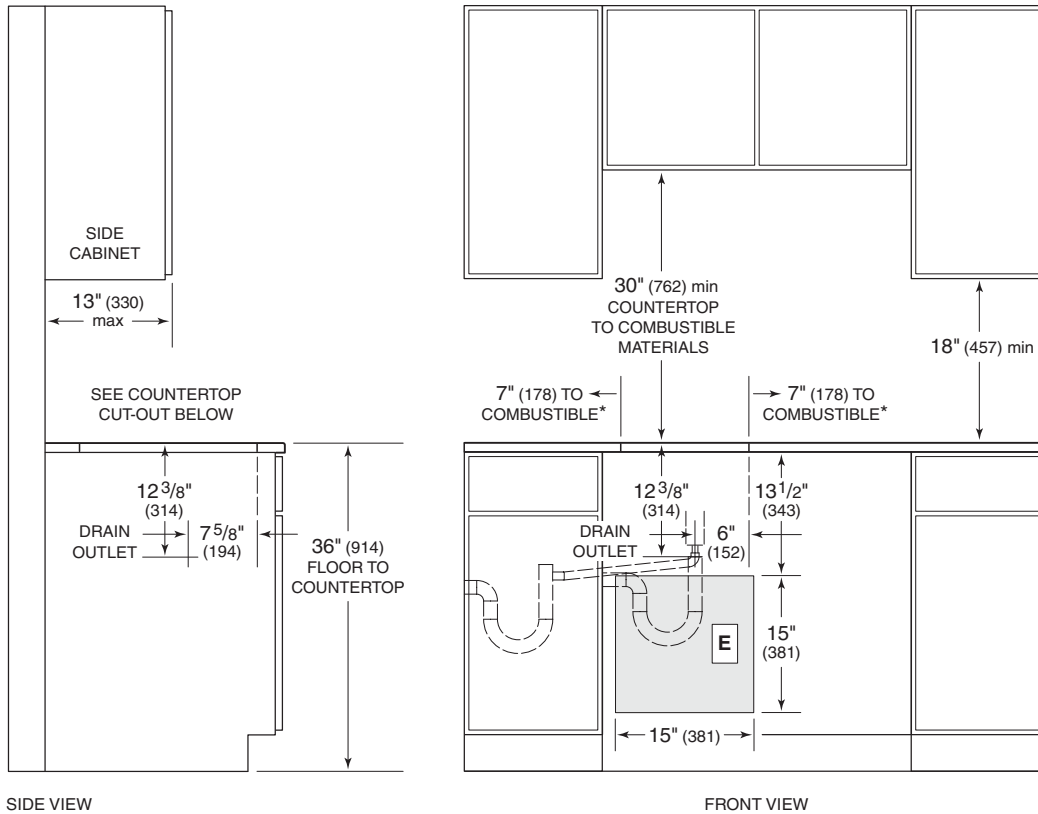 SIDE
CABINET
13" (330)
max
SEE COUNTERTOP
CUT-OUT BELOW
12 3/8"
(314)
DRAIN
OUTLET
7 5/8"
(194)
36" (914)
FLOOR TO
COUNTERTOP
SIDE VIEW
30" (762) min
COUNTERTOP
TO COMBUSTIBLE
MATERIALS
18" (457) min
7" (178) TO
COMBUSTIBLE*
7" (178) TO
COMBUSTIBLE*
12 3/8"
(314)
DRAIN
OUTLET
6"
(152)
13 1/2"
(343)
E
15"
(381)
15" (381)
FRONT VIEW